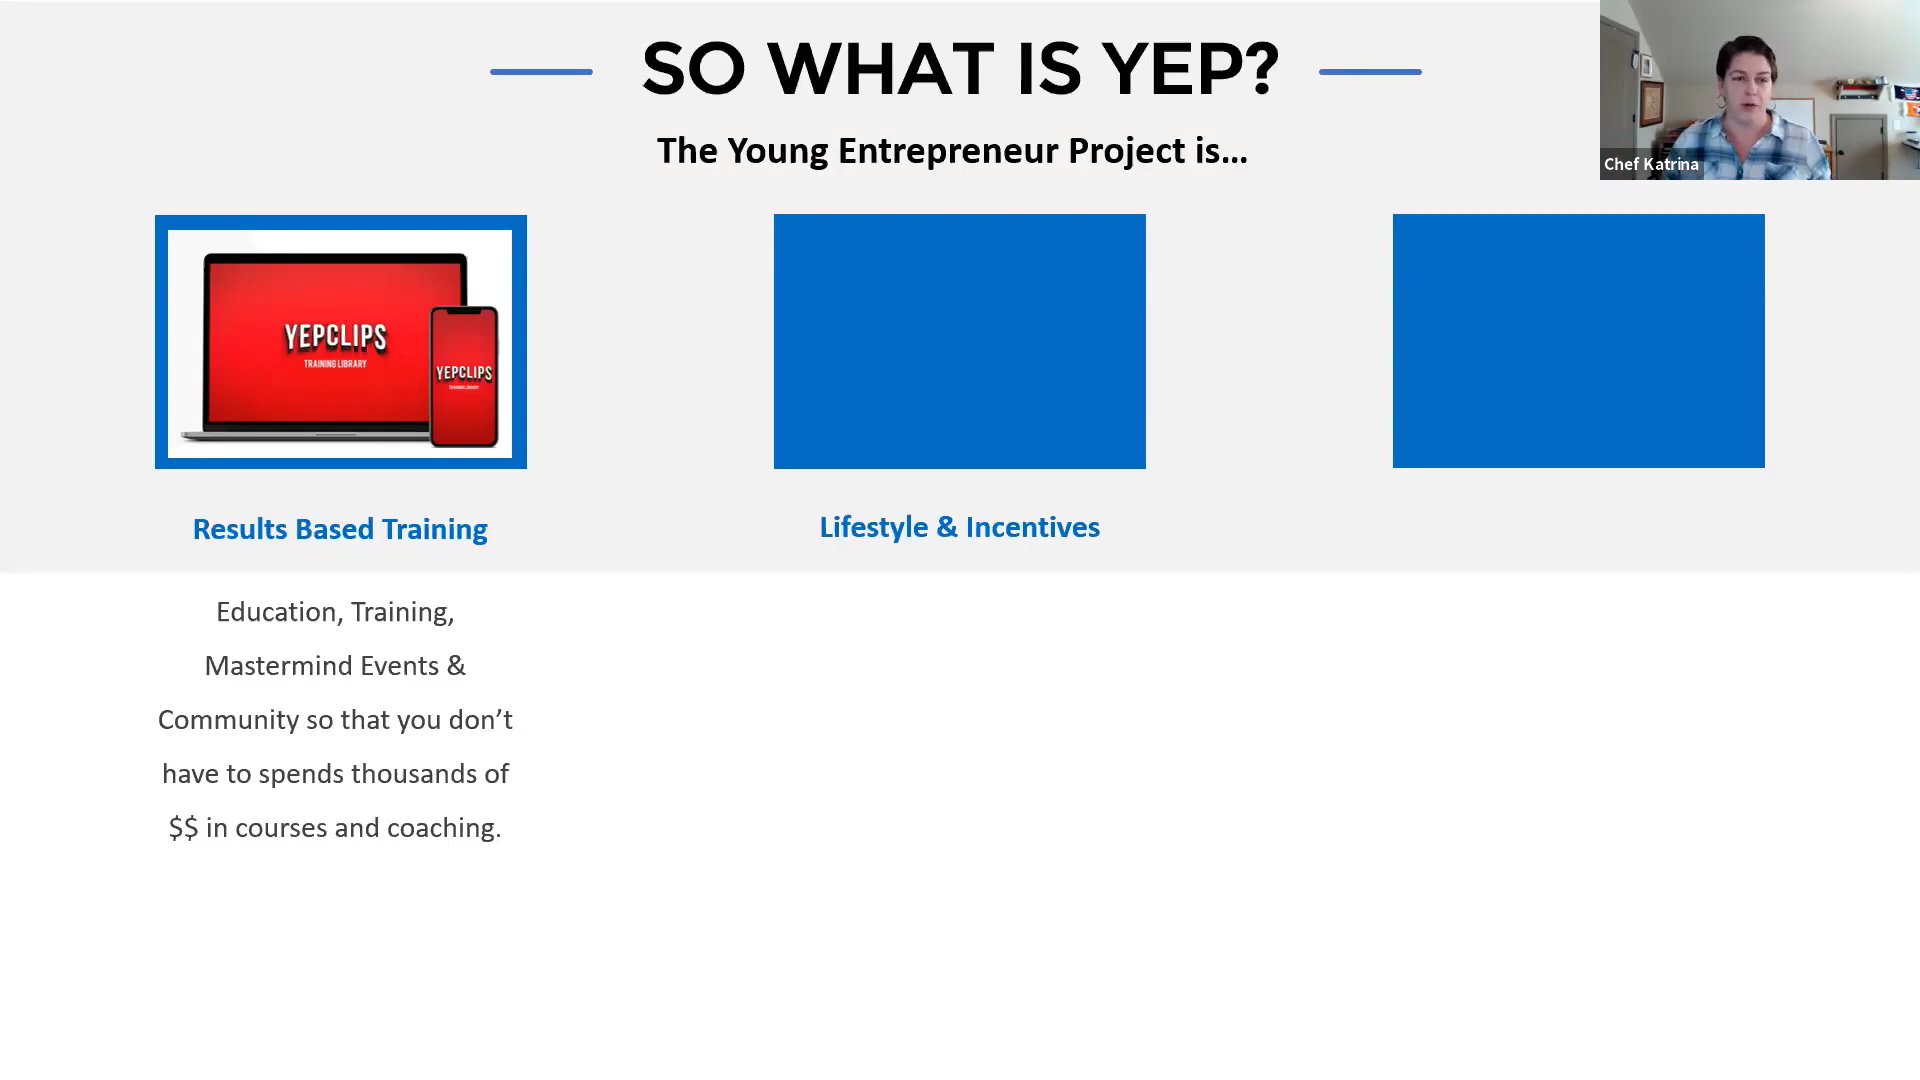 SO WHAT IS YEP?
The Young Entrepreneur Project is...
Chef Katrina
YEPCLIPS
TRAINING LIBRARY
YEPCLIPS
TRAINING LIBRARY
Results Based Training
Lifestyle & Incentives
Education, Training,
Mastermind Events &
Community so that you don’t
have to spends thousands of
$$ in courses and coaching.